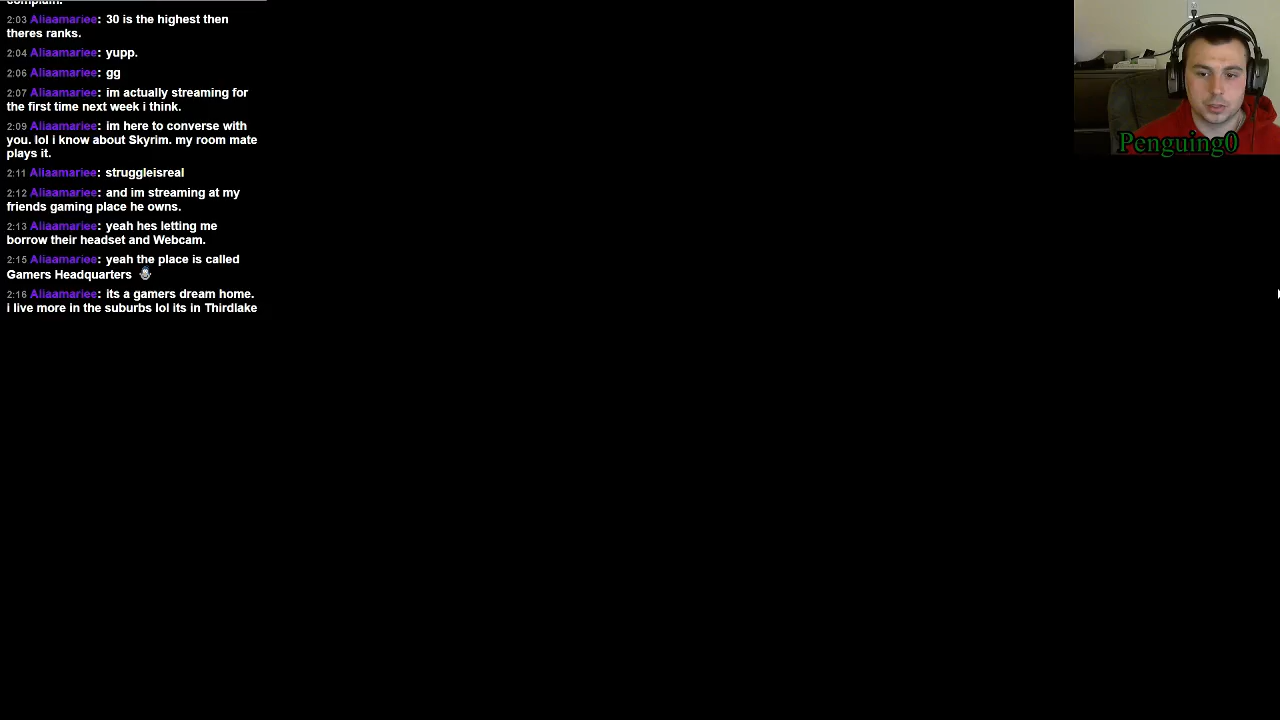 complain.
2:03 Aliaamariee: 30 is the highest then
theres ranks.
2:04 Aliaamariee: yupp.
2:06 Aliaamariee: gg
2:07 Aliaamariee: im actually streaming for
the first time next week i think.
2:09 Aliaamariee: im here to converse with
you. lol i know about Skyrim. my room mate
plays it.
2:11 Aliaamariee: struggleisreal
2:12 Aliaamariee: and im streaming at my
friends gaming place he owns.
2:13 Aliaamariee: yeah hes letting me
borrow their headset and Webcam.
2:15 Aliaamariee: yeah the place is called
Gamers Headquarters
2:16 Aliaamariee: its a gamers dream home.
i live more in the suburbs lol its in Thirdlake
Penguing0